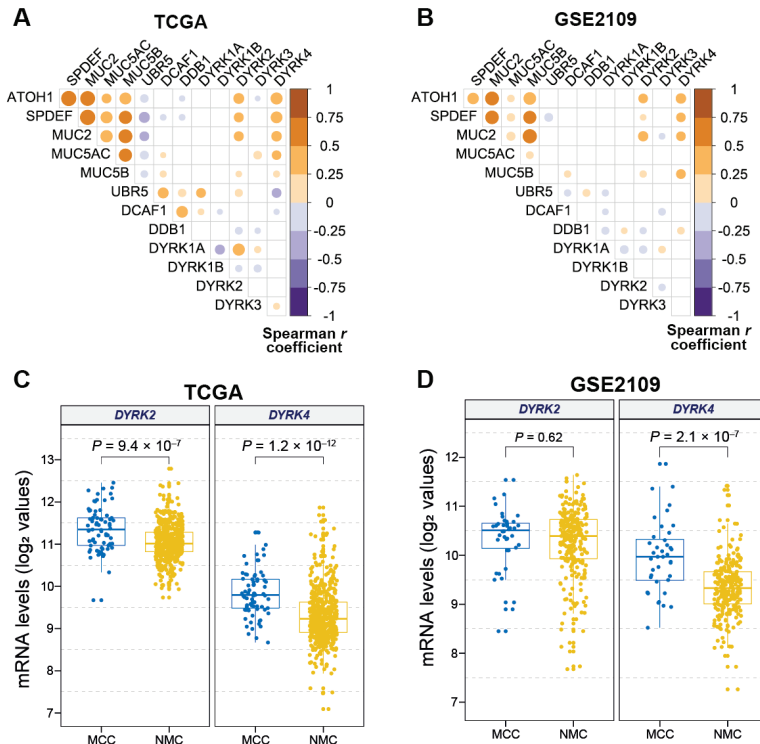 A
TCGA
SPDEF
MUC2
MUC5AC
MUC5B
UBR5
DCAF1
DDB1
DYRK1A
DYRK1B
DYRK2
DYRK3
DYRK4
ATOH1
SPDEF
MUC2
MUC5AC
MUC5B
UBR5
DCAF1
DDB1
DYRK1A
DYRK1B
DYRK2
DYRK3
1
0.75
0.5
0.25
0
-0.25
-0.5
-0.75
-1
Spearman r
coefficient
B
GSE2109
SPDEF
MUC2
MUC5AC
MUC5B
UBR5
DCAF1
DDB1
DYRK1A
DYRK1B
DYRK2
DYRK3
DYRK4
ATOH1
SPDEF
MUC2
MUC5AC
MUC5B
UBR5
DCAF1
DDB1
DYRK1A
DYRK1B
DYRK2
DYRK3
1
0.75
0.5
0.25
0
-0.25
-0.5
-0.75
-1
Spearman r
coefficient
C
TCGA
DYRK2
DYRK4
P = 9.4 × 10⁻⁷
P = 1.2 × 10⁻¹²
mRNA levels (log₂ values)
13
12
11
10
9
8
7
MCC NMC MCC NMC
D
GSE2109
DYRK2
DYRK4
P = 0.62
P = 2.1 × 10⁻⁷
mRNA levels (log₂ values)
12
11
10
9
8
7
MCC NMC MCC NMC